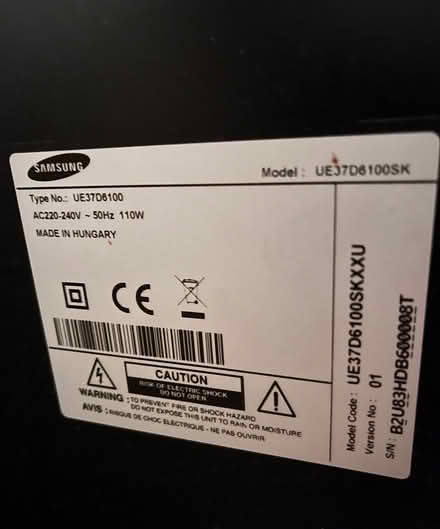 SAMSUNG
Model : UE37D6100SK
Type No.: UE37D6100
AC220-240V ~ 50Hz 110W
MADE IN HUNGARY
CE
CAUTION
RISK OF ELECTRIC SHOCK
DO NOT OPEN
WARNING : TO PREVENT FIRE OR SHOCK HAZARD
DO NOT EXPOSE THIS UNIT TO RAIN OR MOISTURE
AVIS : RISQUE DE CHOC ELECTRIQUE - NE PAS OUVRIR
Model Code : UE37D6100SKXXU
Version No : 01
S/N : B2U83HDB600008T